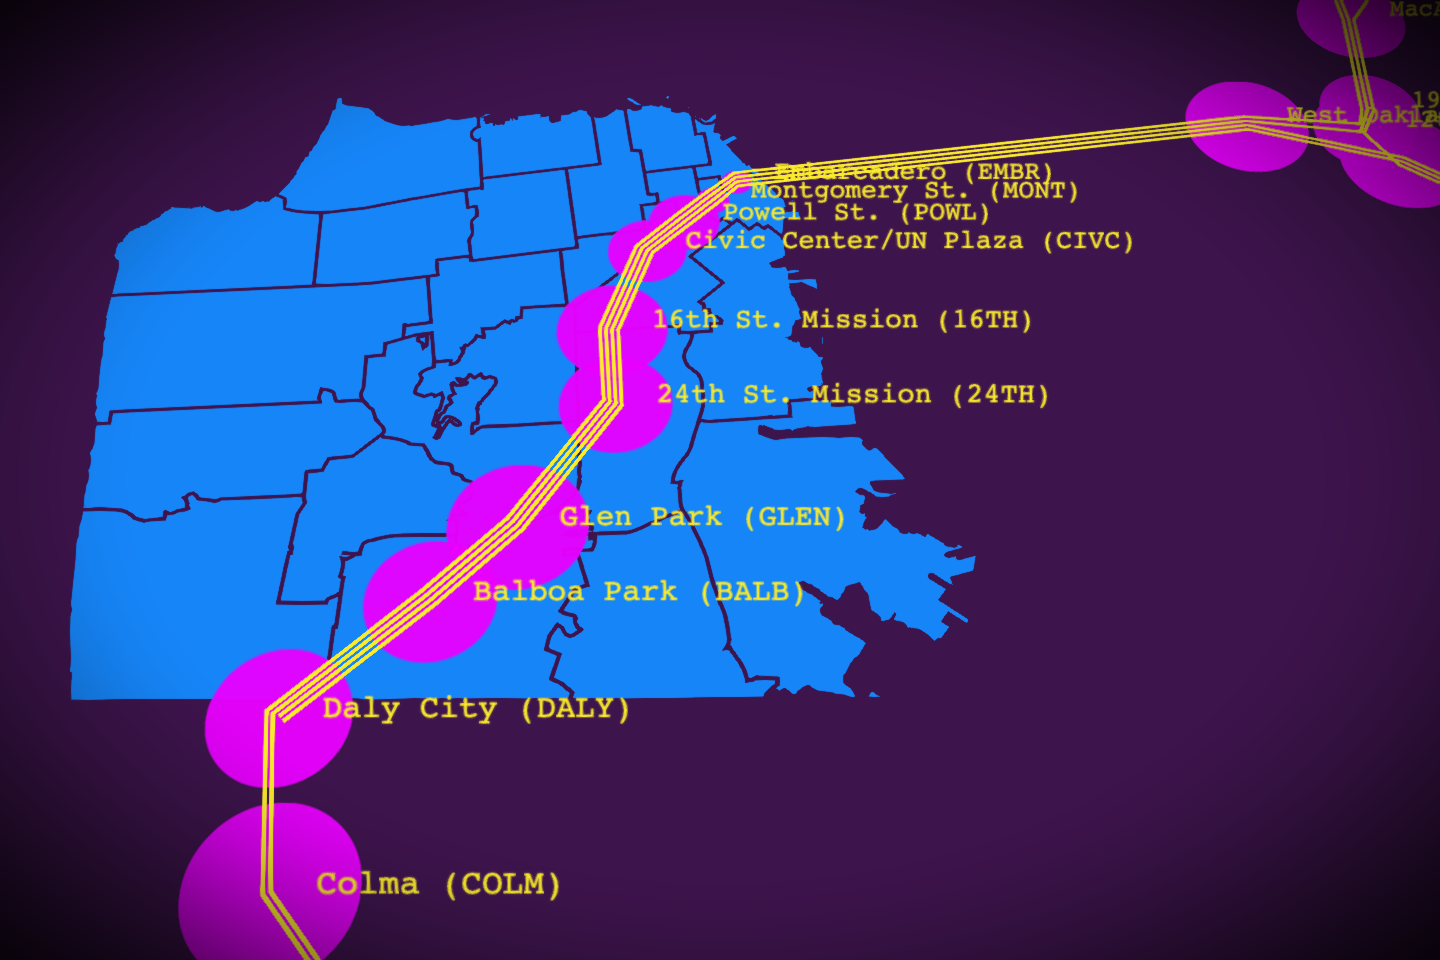 MacA
19
West Oakla
12
Embarcadero (EMBR)
Montgomery St. (MONT)
Powell St. (POWL)
Civic Center/UN Plaza (CIVC)
16th St. Mission (16TH)
24th St. Mission (24TH)
Glen Park (GLEN)
Balboa Park (BALB)
Daly City (DALY)
Colma (COLM)